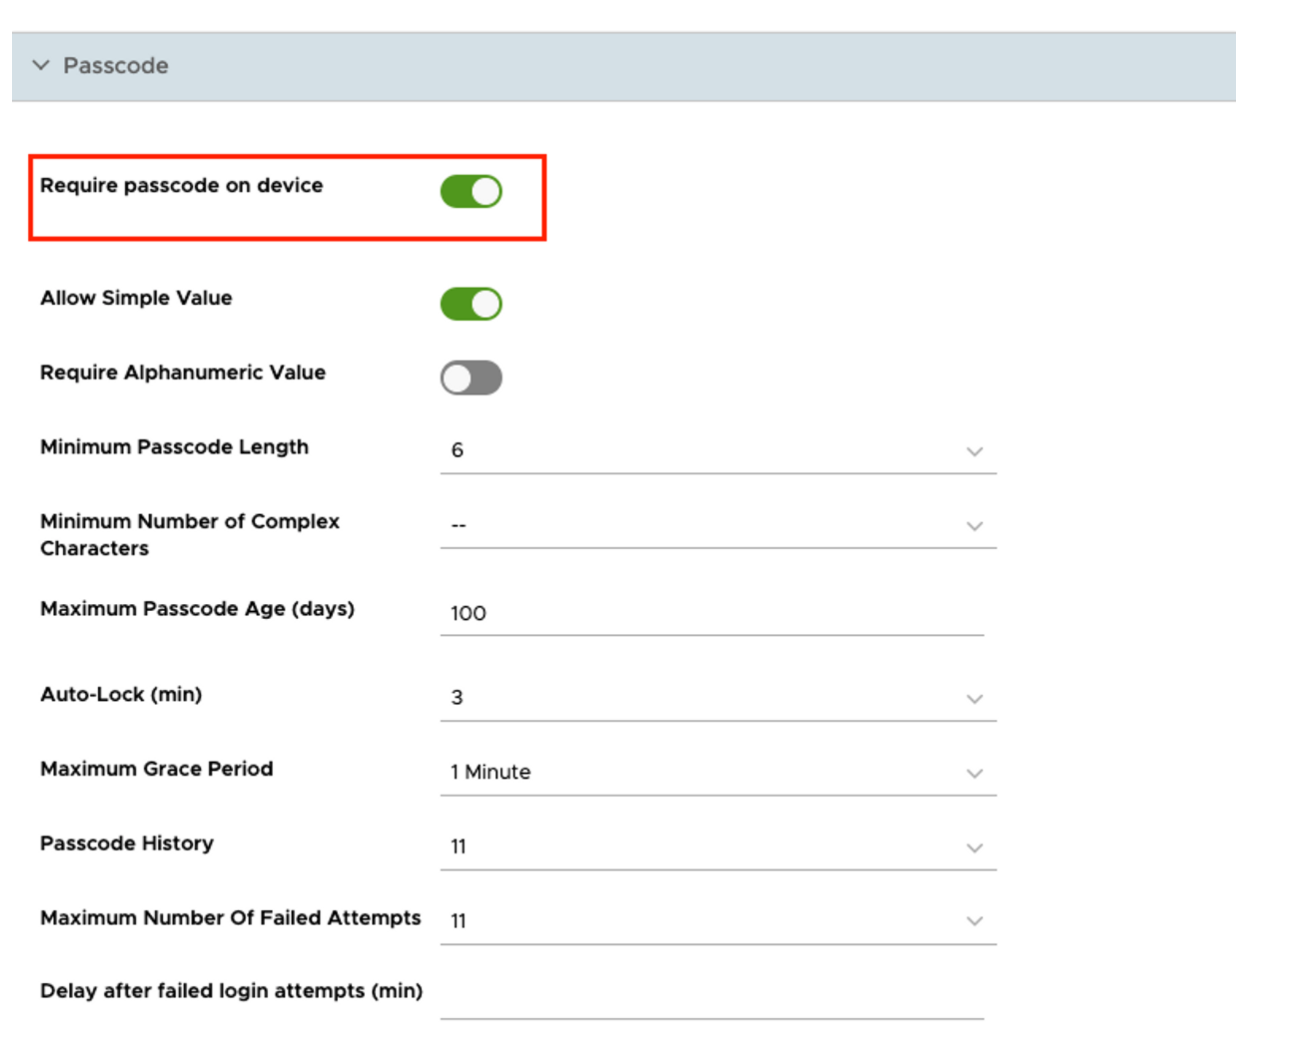 Passcode
Require passcode on device
Allow Simple Value
Require Alphanumeric Value
Minimum Passcode Length
6
Minimum Number of Complex
Characters
--
Maximum Passcode Age (days)
100
Auto-Lock (min)
3
Maximum Grace Period
1 Minute
Passcode History
11
Maximum Number Of Failed Attempts
11
Delay after failed login attempts (min)